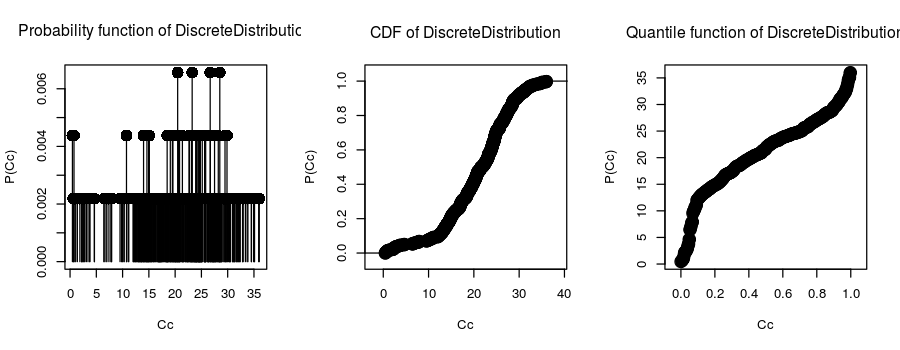 Probability function of DiscreteDistributio
CDF of DiscreteDistribution
Quantile function of DiscreteDistribution
P(Cc)
0.006
0.004
0.002
0.000
0 5 10 15 20 25 30 35
Cc
P(Cc)
1.0
0.8
0.6
0.4
0.2
0.0
0 10 20 30 40
Cc
P(Cc)
35
30
25
20
15
10
5
0
0.0 0.2 0.4 0.6 0.8 1.0
Cc